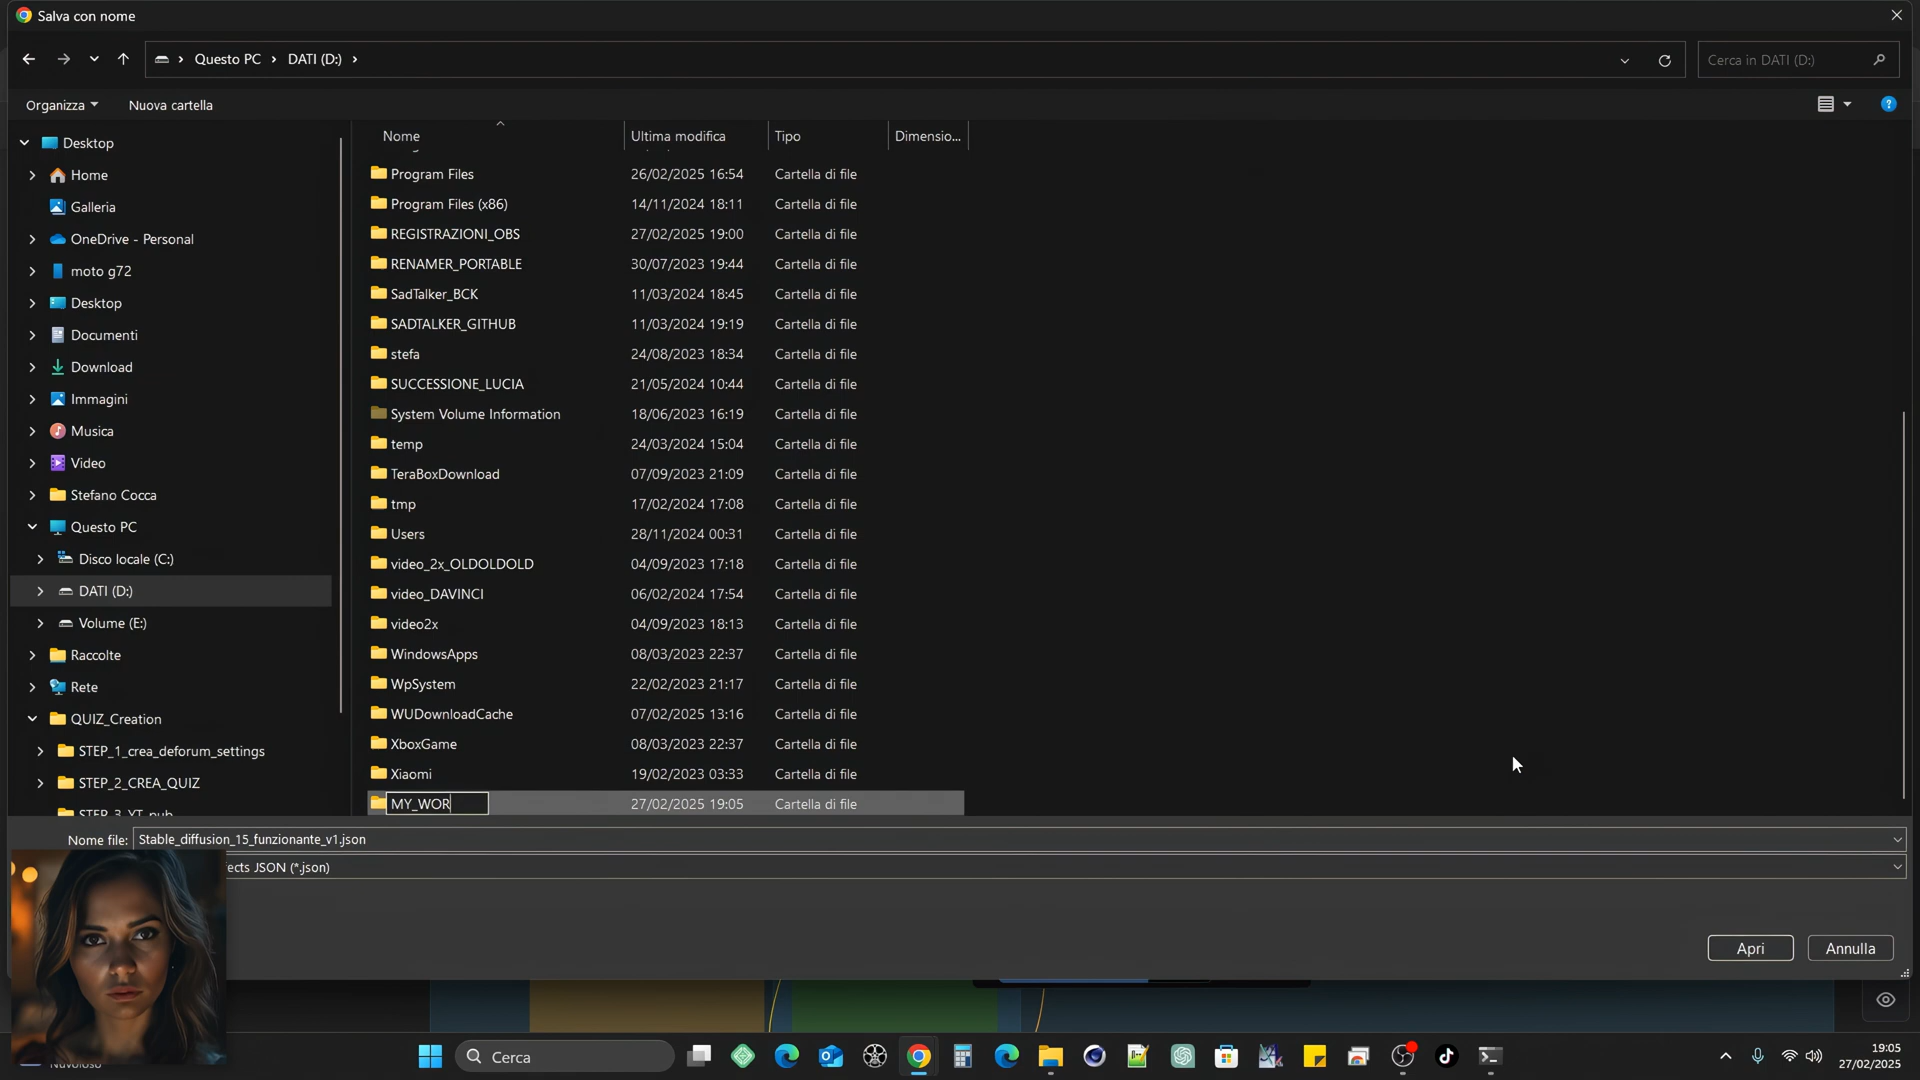 Salva con nome
Questo PC
DATI (D:)
Cerca in DATI (D:)
Organizza
Nuova cartella
Desktop
Home
Galleria
OneDrive - Personal
moto g72
Desktop
Documenti
Download
Immagini
Musica
Video
Stefano Cocca
Questo PC
Disco locale (C:)
DATI (D:)
Volume (E:)
Raccolte
Rete
QUIZ_Creation
STEP_1_crea_deforum_settings
STEP_2_CREA_QUIZ
STEP_3_YT_pub
Nome Ultima modifica Tipo Dimensio...
Program Files 26/02/2025 16:54 Cartella di file
Program Files (x86) 14/11/2024 18:11 Cartella di file
REGISTRAZIONI_OBS 27/02/2025 19:00 Cartella di file
RENAMER_PORTABLE 30/07/2023 19:44 Cartella di file
SadTalker_BCK 11/03/2024 18:45 Cartella di file
SADTALKER_GITHUB 11/03/2024 19:19 Cartella di file
stefa 24/08/2023 18:34 Cartella di file
SUCCESSIONE_LUCIA 21/05/2024 10:44 Cartella di file
System Volume Information 18/06/2023 16:19 Cartella di file
temp 24/03/2024 15:04 Cartella di file
TeraBoxDownload 07/09/2023 21:09 Cartella di file
tmp 17/02/2024 17:08 Cartella di file
Users 28/11/2024 00:31 Cartella di file
video_2x_OLDOLDOLD 04/09/2023 17:18 Cartella di file
video_DAVINCI 06/02/2024 17:54 Cartella di file
video2x 04/09/2023 18:13 Cartella di file
WindowsApps 08/03/2023 22:37 Cartella di file
WpSystem 22/02/2023 21:17 Cartella di file
WUDownloadCache 07/02/2025 13:16 Cartella di file
XboxGame 08/03/2023 22:37 Cartella di file
Xiaomi 19/02/2023 03:33 Cartella di file
MY_WOR 27/02/2025 19:05 Cartella di file
Nome file: Stable_diffusion_15_funzionante_v1.json
ects JSON (*.json)
Apri
Annulla
Nuvoloso
Cerca
19:05
27/02/2025